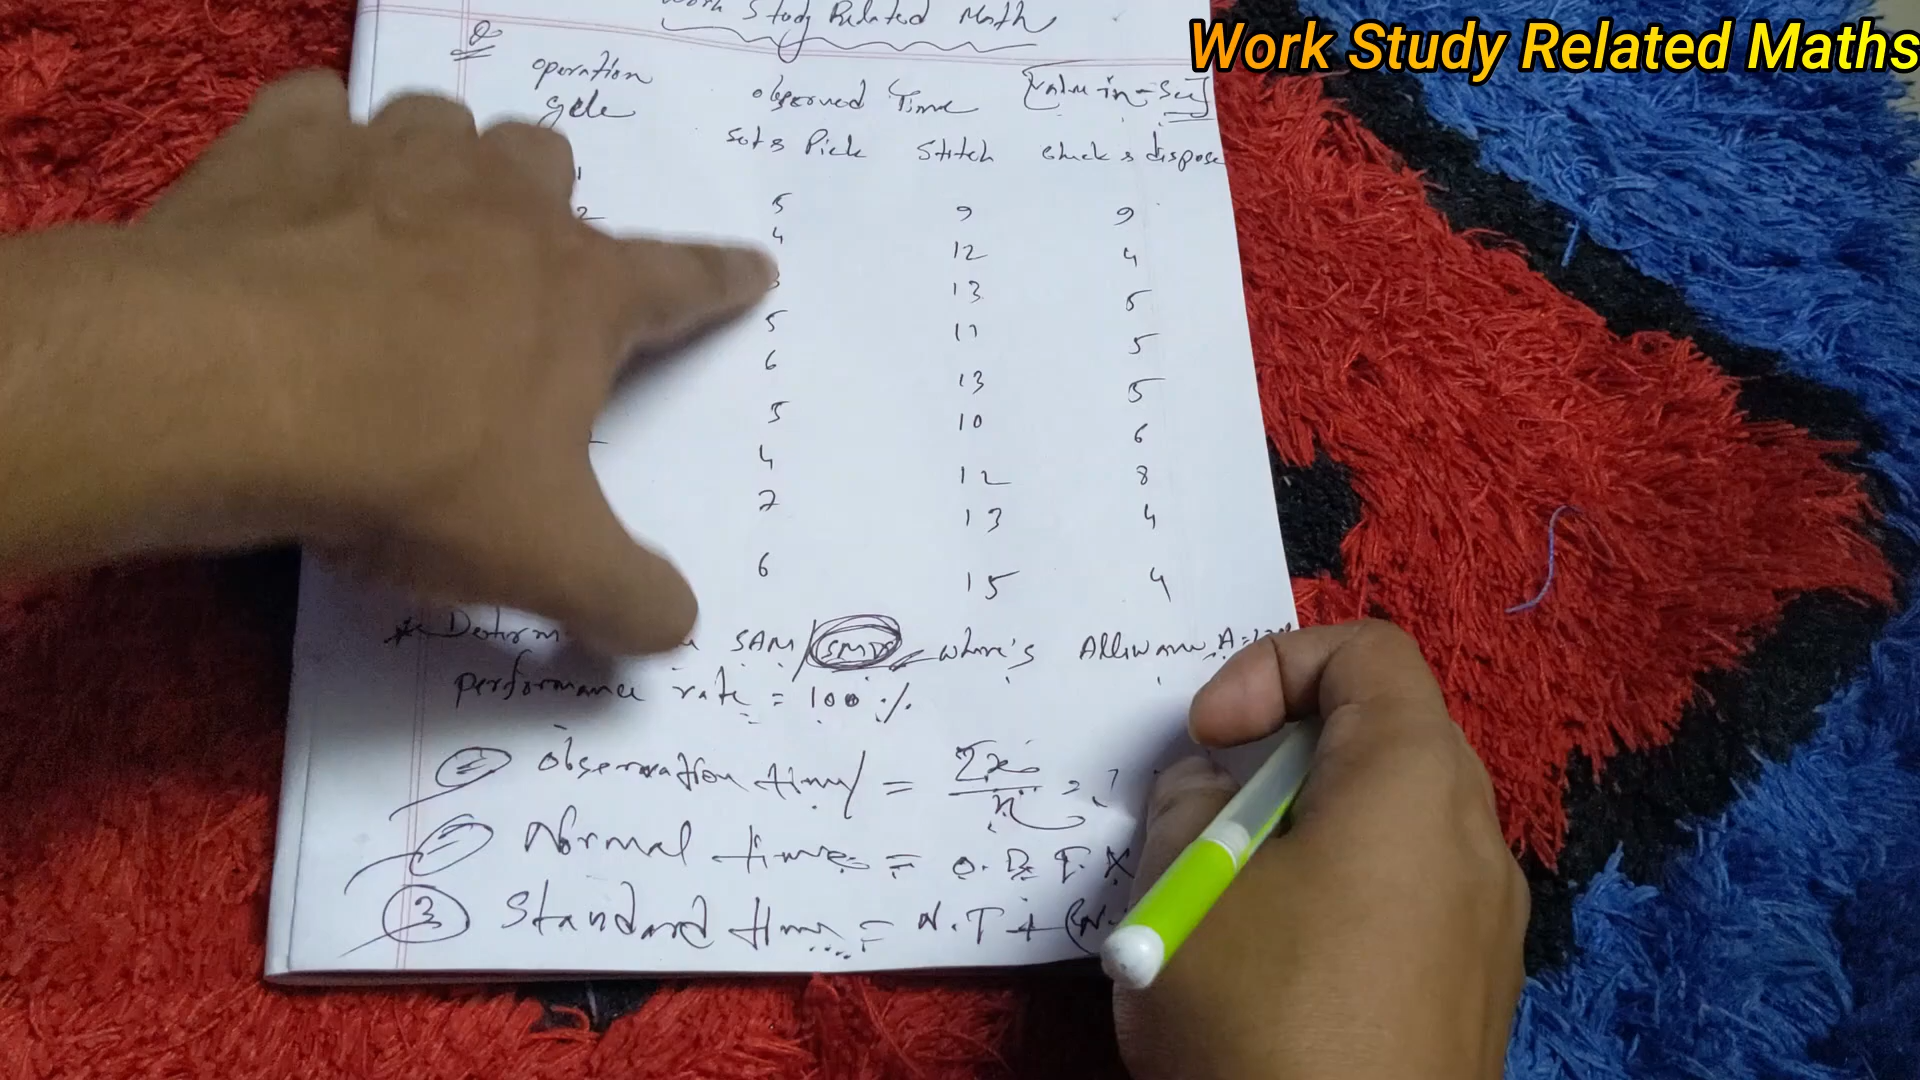 Work Study Related Maths
Work Study Related Math
Q
operation observed Time [value in - Sec]
Pick Stitch check & dispose
1
2 5 9 9
4 12 4
3 13 5
5 11 5
6 13 5
5 10 6
4 12 8
7 13 4
6 15 4
* SAM/SMV where's A=
performance rate = 100%
observation time = Σx / n =
Normal time = O.B.T X
3 Standard time = N.T + (N.